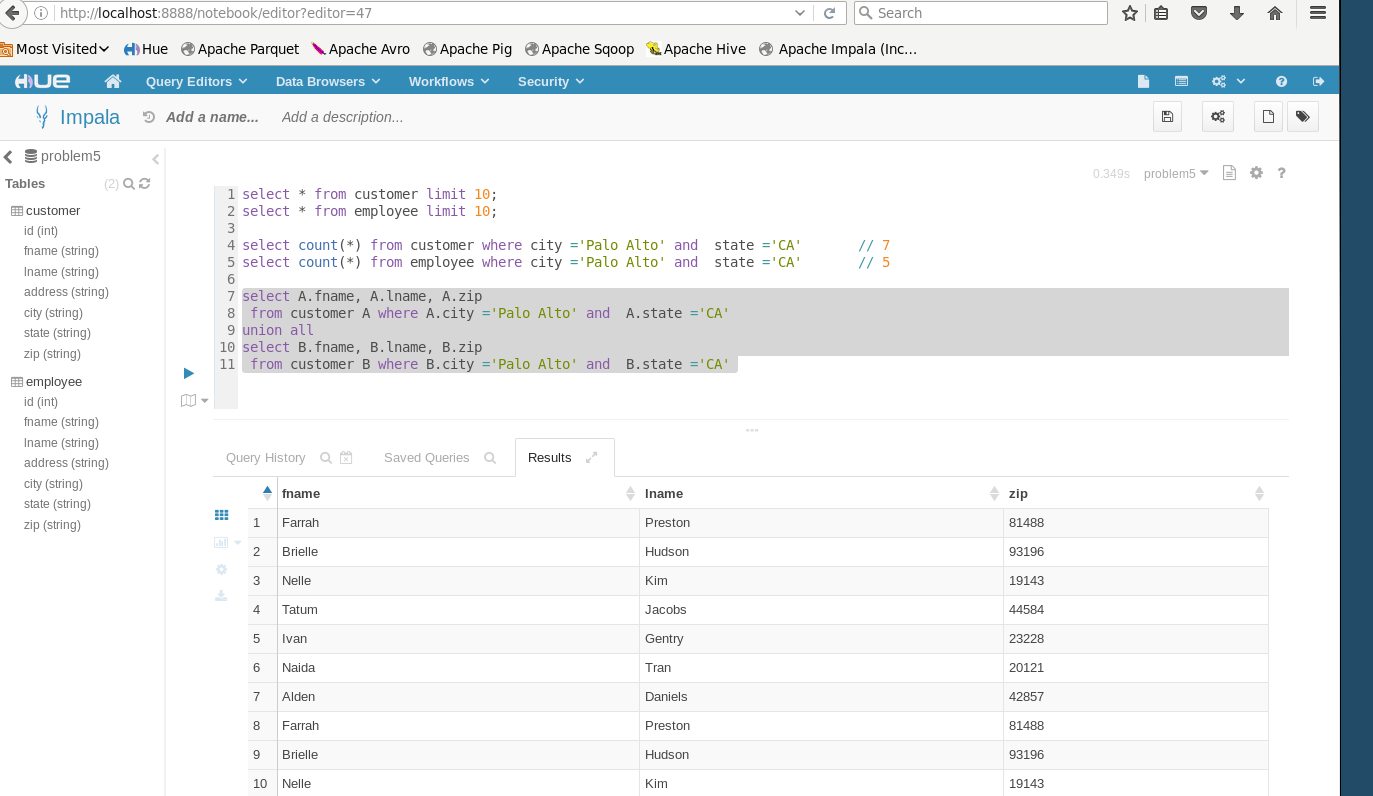 http://localhost:8888/notebook/editor?editor=47
Search
Most Visited Hue Apache Parquet Apache Avro Apache Pig Apache Sqoop Apache Hive Apache Impala (Inc...
HUE Query Editors Data Browsers Workflows Security
Impala Add a name... Add a description...
problem5
Tables (2)
customer
id (int)
fname (string)
lname (string)
address (string)
city (string)
state (string)
zip (string)
employee
id (int)
fname (string)
lname (string)
address (string)
city (string)
state (string)
zip (string)
0.349s problem5 ?
1 select * from customer limit 10;
2 select * from employee limit 10;
3
4 select count(*) from customer where city ='Palo Alto' and  state ='CA'       // 7
5 select count(*) from employee where city ='Palo Alto' and  state ='CA'       // 5
6
7 select A.fname, A.lname, A.zip
8  from customer A where A.city ='Palo Alto' and  A.state ='CA'
9 union all
10 select B.fname, B.lname, B.zip
11  from customer B where B.city ='Palo Alto' and  B.state ='CA'
Query History Saved Queries Results
fname lname zip
1 Farrah Preston 81488
2 Brielle Hudson 93196
3 Nelle Kim 19143
4 Tatum Jacobs 44584
5 Ivan Gentry 23228
6 Naida Tran 20121
7 Alden Daniels 42857
8 Farrah Preston 81488
9 Brielle Hudson 93196
10 Nelle Kim 19143